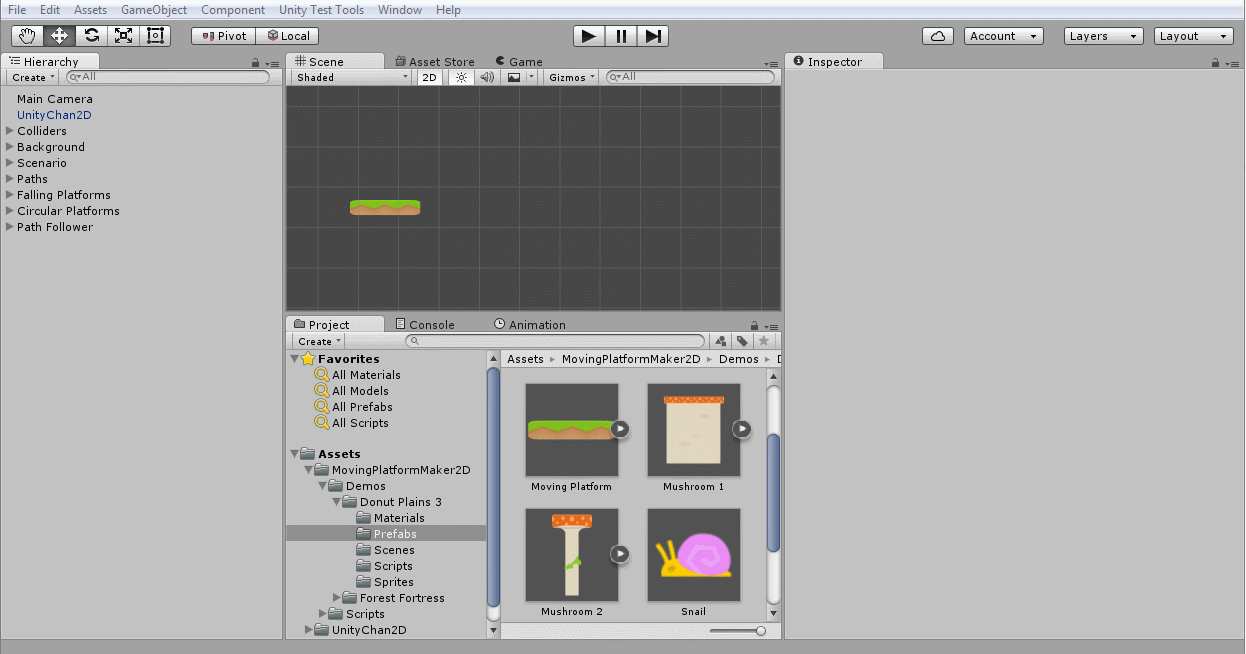 File Edit Assets GameObject Component Unity Test Tools Window Help
Pivot Local Account Layers Layout
Hierarchy
Create All
Main Camera
UnityChan2D
Colliders
Background
Scenario
Paths
Falling Platforms
Circular Platforms
Path Follower
Scene Asset Store Game
Shaded 2D Gizmos All
Project Console Animation
Create
Favorites
All Materials
All Models
All Prefabs
All Scripts
Assets
MovingPlatformMaker2D
Demos
Donut Plains 3
Materials
Prefabs
Scenes
Scripts
Sprites
Forest Fortress
Scripts
UnityChan2D
Assets MovingPlatformMaker2D Demos
Moving Platform Mushroom 1
Mushroom 2 Snail
Inspector